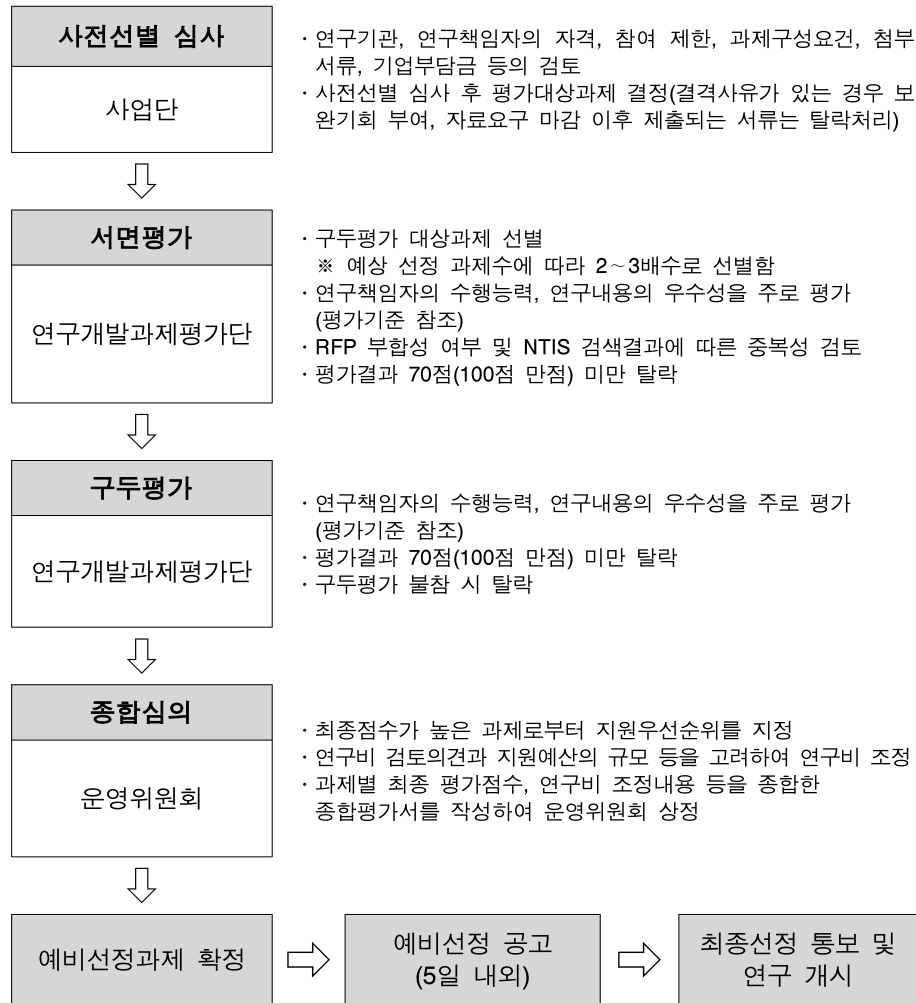 사전선별 심사
사업단
· 연구기관, 연구책임자의 자격, 참여 제한, 과제구성요건, 첨부
서류, 기업부담금 등의 검토
· 사전선별 심사 후 평가대상과제 결정(결격사유가 있는 경우 보
완기회 부여, 자료요구 마감 이후 제출되는 서류는 탈락처리)
서면평가
연구개발과제평가단
· 구두평가 대상과제 선별
※ 예상 선정 과제수에 따라 2～3배수로 선별함
· 연구책임자의 수행능력, 연구내용의 우수성을 주로 평가
(평가기준 참조)
· RFP 부합성 여부 및 NTIS 검색결과에 따른 중복성 검토
· 평가결과 70점(100점 만점) 미만 탈락
구두평가
연구개발과제평가단
· 연구책임자의 수행능력, 연구내용의 우수성을 주로 평가
(평가기준 참조)
· 평가결과 70점(100점 만점) 미만 탈락
· 구두평가 불참 시 탈락
종합심의
운영위원회
· 최종점수가 높은 과제로부터 지원우선순위를 지정
· 연구비 검토의견과 지원예산의 규모 등을 고려하여 연구비 조정
· 과제별 최종 평가점수, 연구비 조정내용 등을 종합한
종합평가서를 작성하여 운영위원회 상정
예비선정과제 확정
예비선정 공고
(5일 내외)
최종선정 통보 및
연구 개시